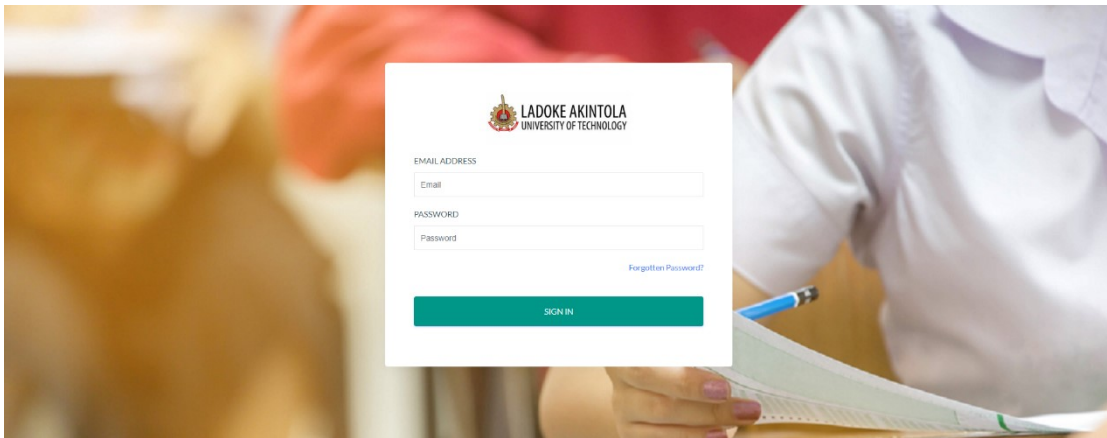 LADOKE AKINTOLA
UNIVERSITY OF TECHNOLOGY
EMAIL ADDRESS
Email
PASSWORD
Password
Forgotten Password?
SIGN IN